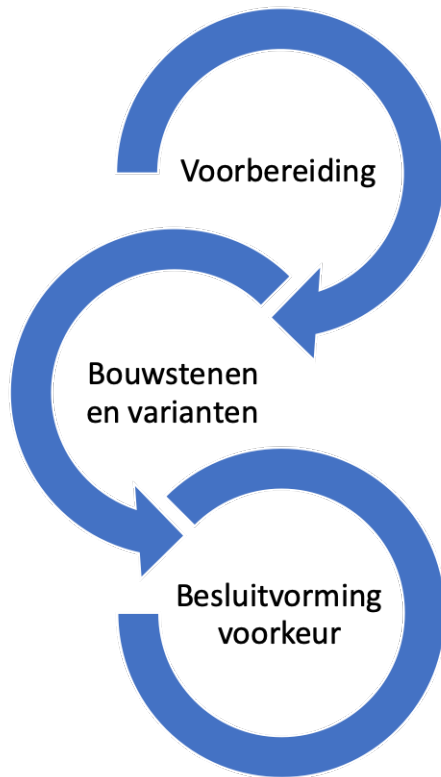 Voorbereiding
Bouwstenen
en varianten
Besluitvorming
voorkeur